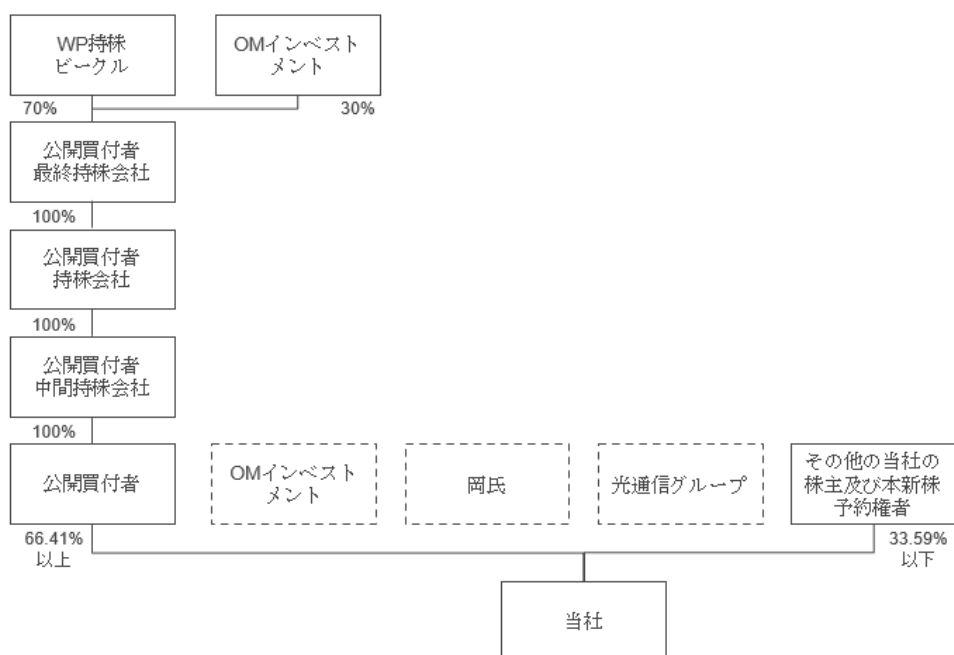 WP持株
ビークル
OMインベスト
メント
70%
30%
公開買付者
最終持株会社
100%
公開買付者
持株会社
100%
公開買付者
中間持株会社
100%
公開買付者
OMインベスト
メント
岡氏
光通信グループ
その他の当社の
株主及び本新株
予約権者
66.41%
以上
33.59%
以下
当社